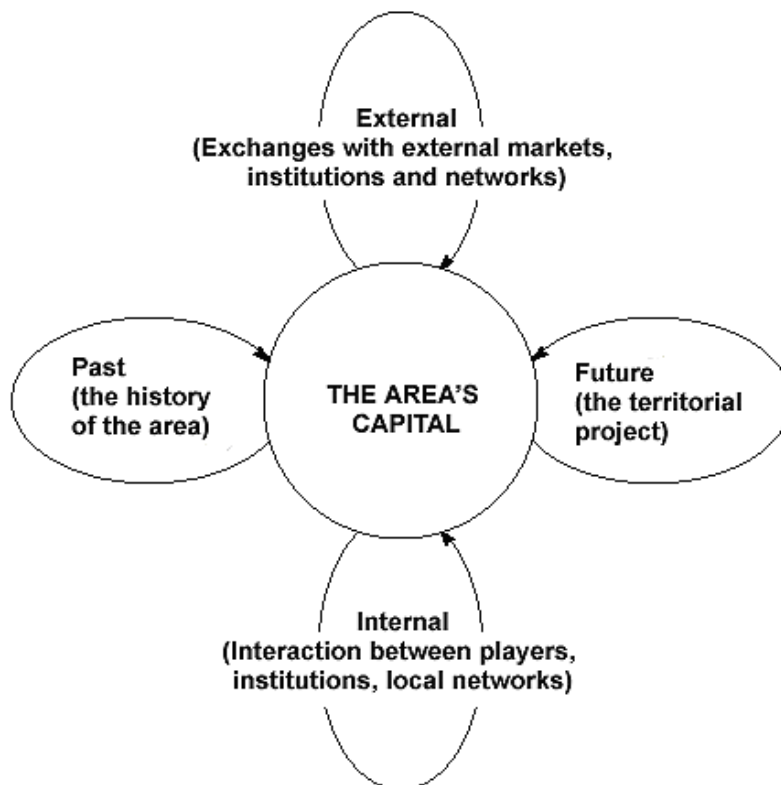 External
(Exchanges with external markets,
institutions and networks)
Past
(the history
of the area)
THE AREA'S
CAPITAL
Future
(the territorial
project)
Internal
(Interaction between players,
institutions, local networks)